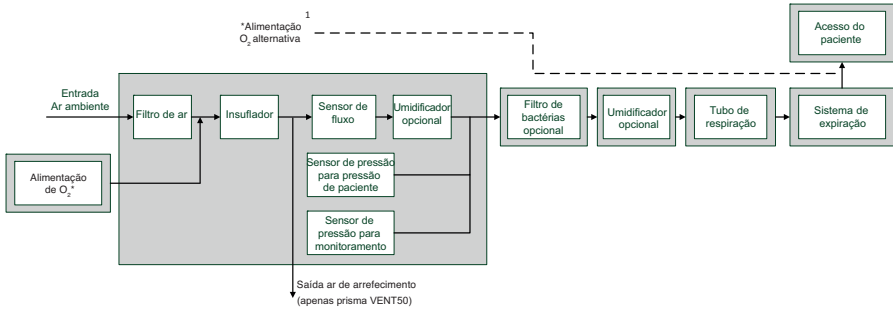 1
*Alimentação
O2 alternativa
Acesso do
paciente
Entrada
Ar ambiente
Filtro de ar
Insuflador
Sensor de
fluxo
Umidificador
opcional
Filtro de
bactérias
opcional
Umidificador
opcional
Tubo de
respiração
Sistema de
expiração
Alimentação
de O2*
Sensor de pressão
para pressão
de paciente
Sensor de
pressão para
monitoramento
Saída ar de arrefecimento
(apenas prisma VENT50)